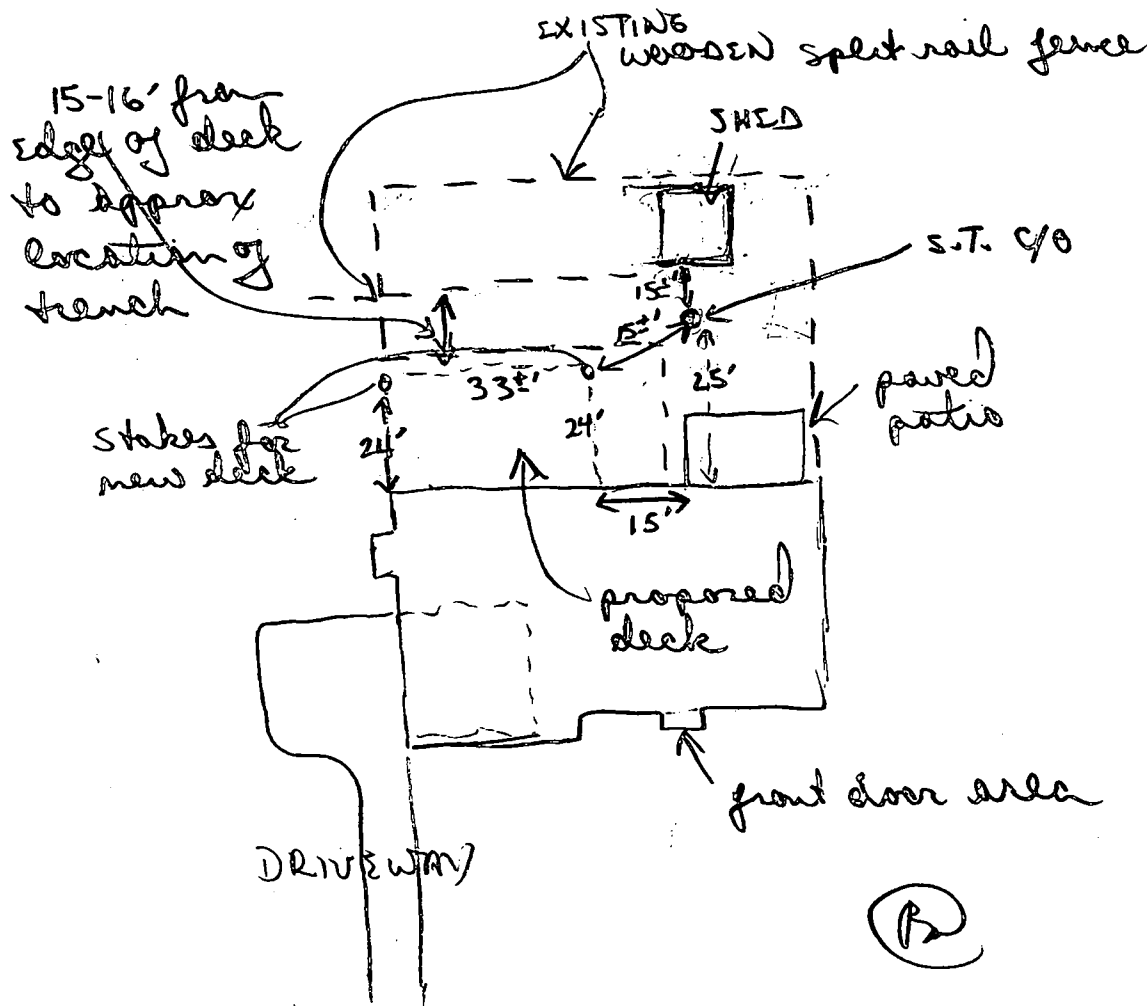 EXISTING
WOODEN split rail fence
15-16' from
edge of deck
to approx
location of
trench
SHED
S.T. C/O
15±'
15±'
33±'
25'
paved
patio
stakes for
new deck
24'
24'
15'
proposed
deck
front door area
DRIVEWAY